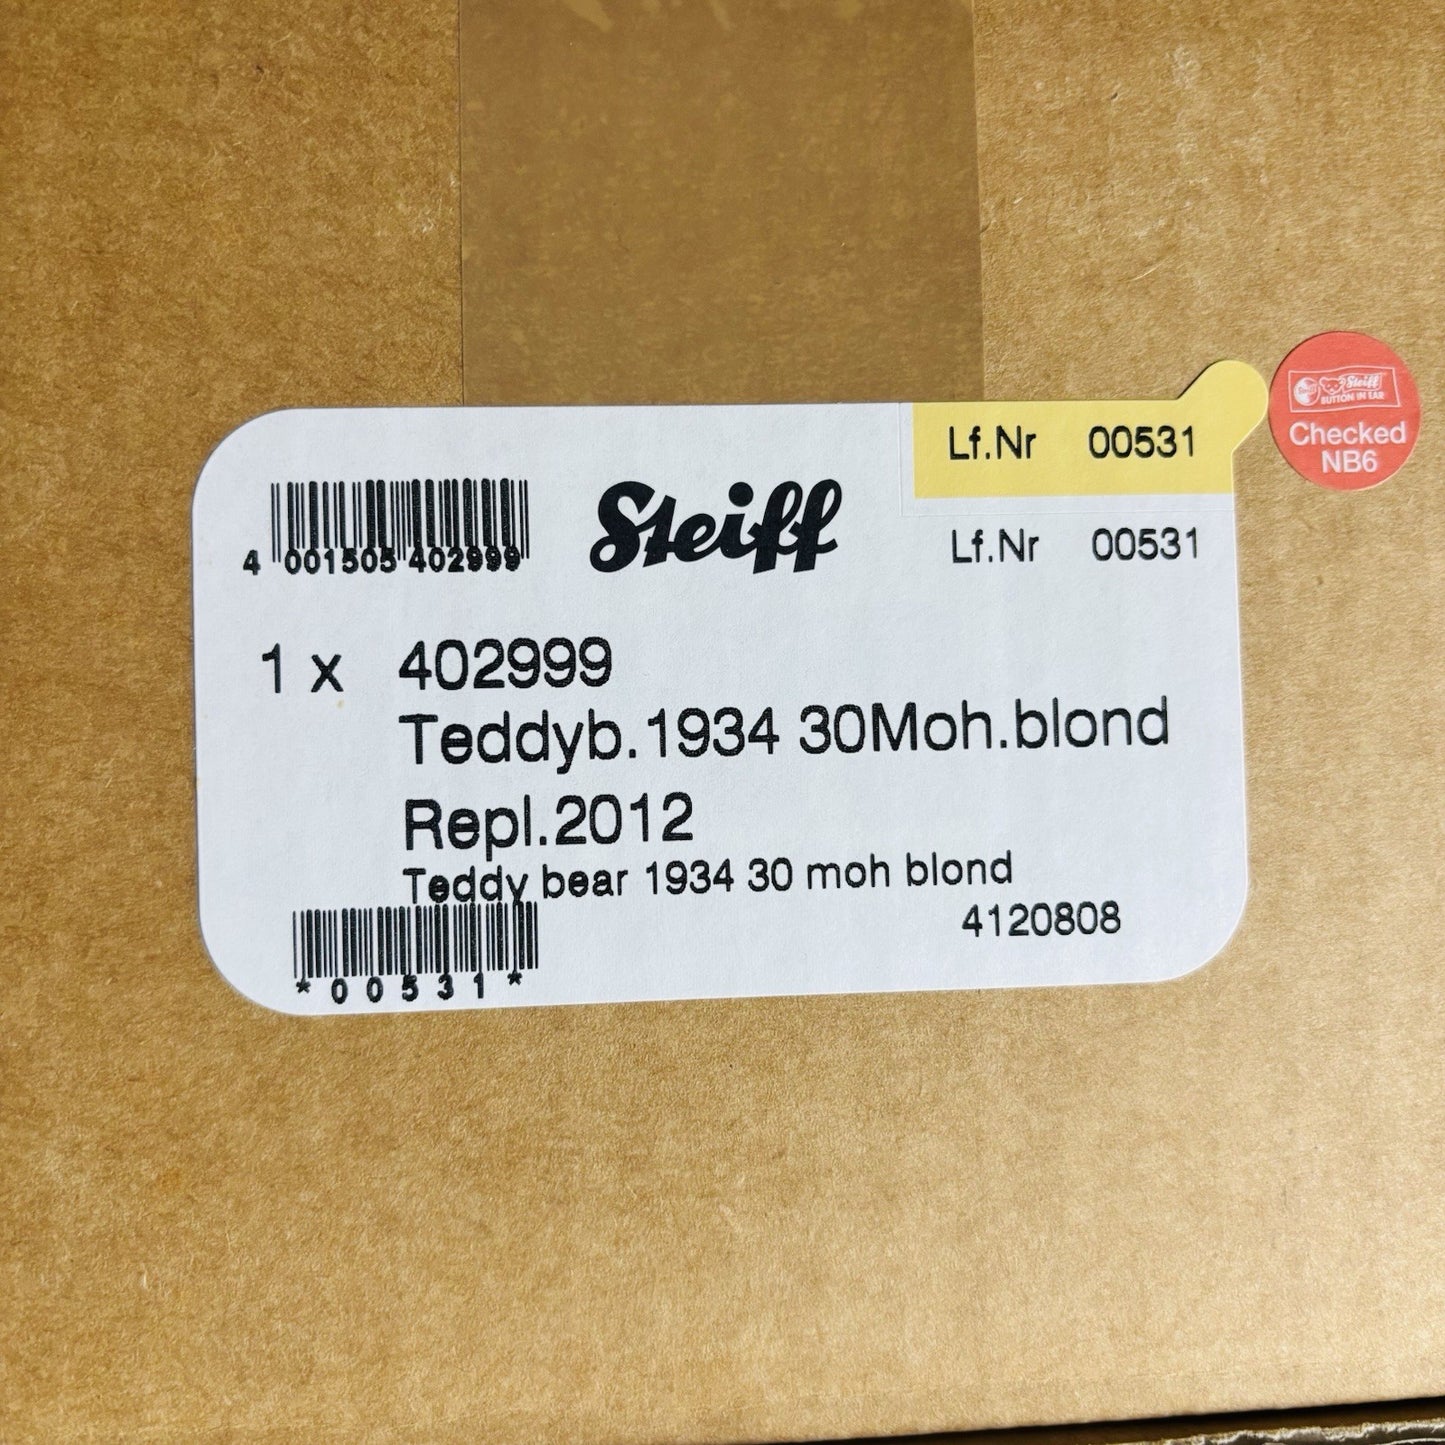 Lf.Nr 00531
Steiff
BUTTON IN EAR
Checked
NB6
4 001505 402999
Steiff
Lf.Nr 00531
1 x 402999
Teddyb.1934 30Moh.blond
Repl.2012
Teddy bear 1934 30 moh blond
4120808
*00531*